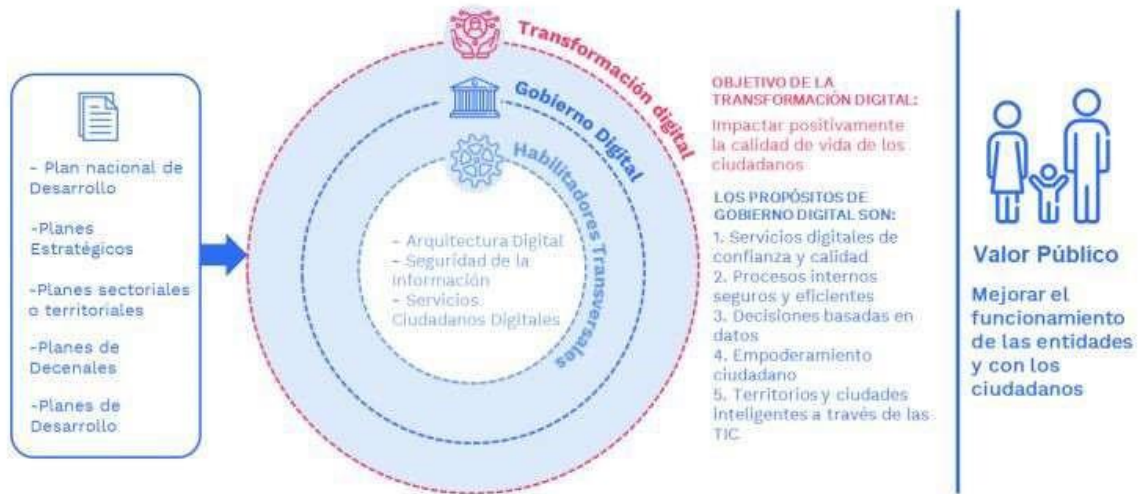 - Plan nacional de
Desarrollo
-Planes
Estratégicos
-Planes sectoriales
o territoriales
-Planes de
Decenales
-Planes de
Desarrollo
Transformación digital
Gobierno Digital
Habilitadores Transversales
- Arquitectura Digital
- Seguridad de la
Información
- Servicios
Ciudadanos Digitales
OBJETIVO DE LA
TRANSFORMACIÓN DIGITAL:
Impactar positivamente
la calidad de vida de los
ciudadanos
LOS PROPÓSITOS DE
GOBIERNO DIGITAL SON:
1. Servicios digitales de
confianza y calidad
2. Procesos internos
seguros y eficientes
3. Decisiones basadas en
datos
4. Empoderamiento
ciudadano
5. Territorios y ciudades
inteligentes a través de las
TIC
Valor Público
Mejorar el
funcionamiento
de las entidades
y con los
ciudadanos